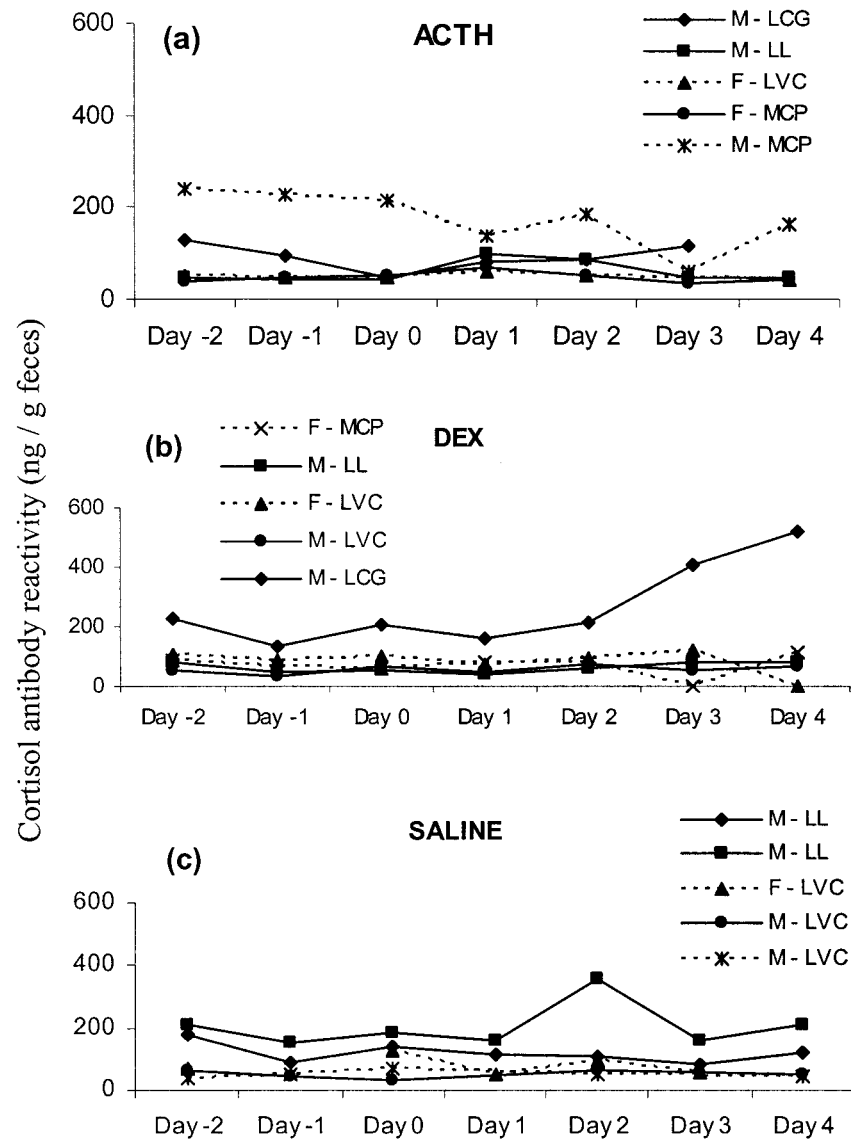 Cortisol antibody reactivity (ng / g feces)
(a)
ACTH
M - LCG
M - LL
F - LVC
F - MCP
M - MCP
600
400
200
0
Day -2 Day -1 Day 0 Day 1 Day 2 Day 3 Day 4
(b)
DEX
F - MCP
M - LL
F - LVC
M - LVC
M - LCG
600
400
200
0
Day -2 Day -1 Day 0 Day 1 Day 2 Day 3 Day 4
(c)
SALINE
M - LL
M - LL
F - LVC
M - LVC
M - LVC
600
400
200
0
Day -2 Day -1 Day 0 Day 1 Day 2 Day 3 Day 4